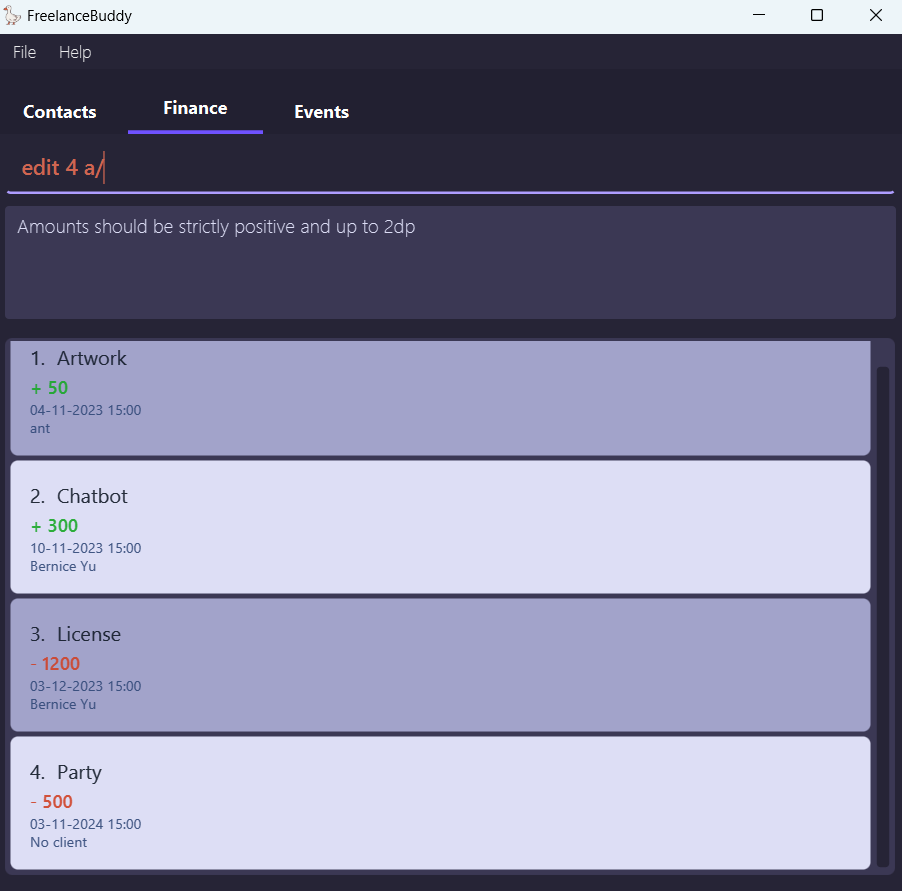 FreelanceBuddy
File Help
Contacts Finance Events
edit 4 a/
Amounts should be strictly positive and up to 2dp
1. Artwork
+ 50
04-11-2023 15:00
ant
2. Chatbot
+ 300
10-11-2023 15:00
Bernice Yu
3. License
- 1200
03-12-2023 15:00
Bernice Yu
4. Party
- 500
03-11-2024 15:00
No client